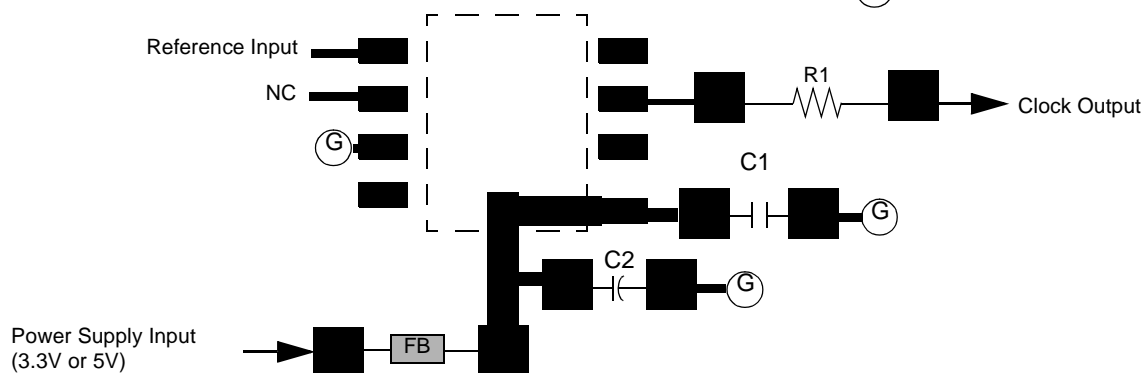 Reference Input
R1
NC
Clock Output
G
C1
G
C2
G
Power Supply Input
(3.3V or 5V)
FB